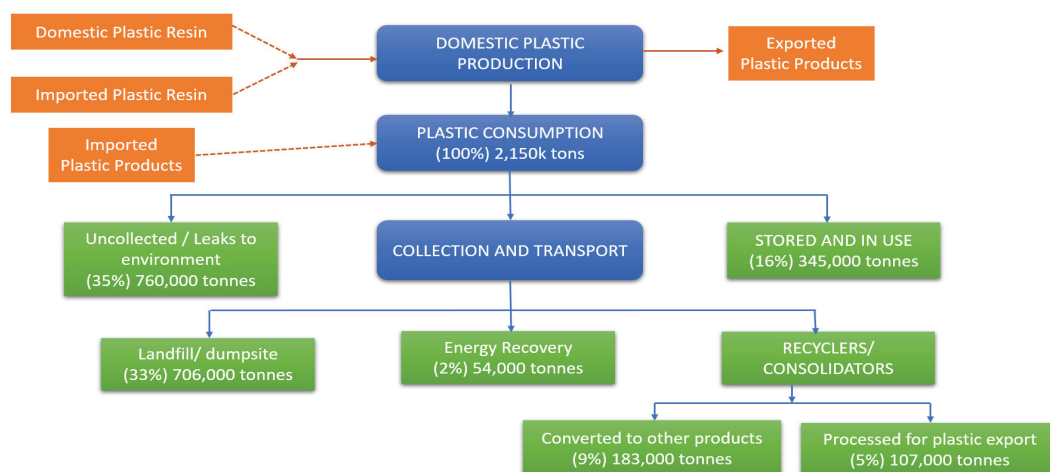 Domestic Plastic Resin
DOMESTIC PLASTIC
PRODUCTION
Exported
Plastic Products
Imported Plastic Resin
Imported
Plastic Products
PLASTIC CONSUMPTION
(100%) 2,150k tons
Uncollected / Leaks to
environment
(35%) 760,000 tonnes
COLLECTION AND TRANSPORT
STORED AND IN USE
(16%) 345,000 tonnes
Landfill/ dumpsite
(33%) 706,000 tonnes
Energy Recovery
(2%) 54,000 tonnes
RECYCLERS/
CONSOLIDATORS
Converted to other products
(9%) 183,000 tonnes
Processed for plastic export
(5%) 107,000 tonnes